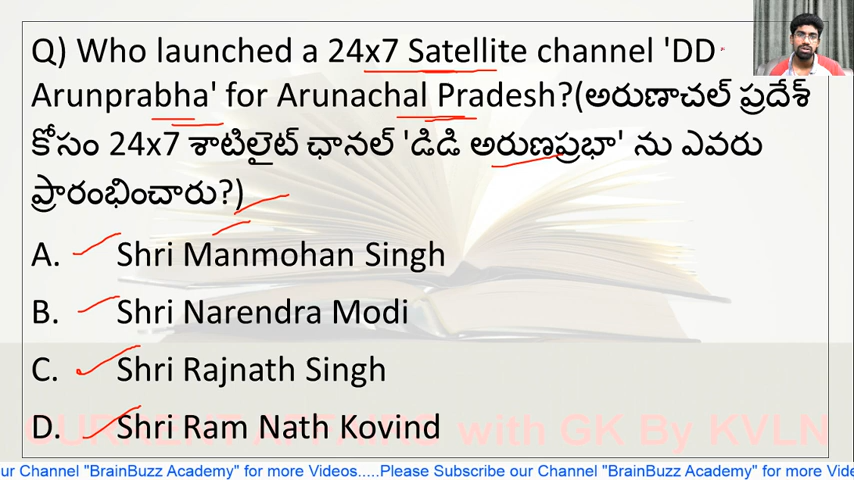 Q) Who launched a 24x7 Satellite channel 'DD
Arunprabha' for Arunachal Pradesh?(అరుణాచల్ ప్రదేశ్
కోసం 24x7 శాటిలైట్ ఛానల్ 'డిడి అరుణప్రభా' ను ఎవరు
ప్రారంభించారు?)
A. Shri Manmohan Singh
B. Shri Narendra Modi
C. Shri Rajnath Singh
D. Shri Ram Nath Kovind
CURRENT AFFAIRS with GK By KVLN
ur Channel "BrainBuzz Academy" for more Videos.....Please Subscribe our Channel "BrainBuzz Academy" for more Vide